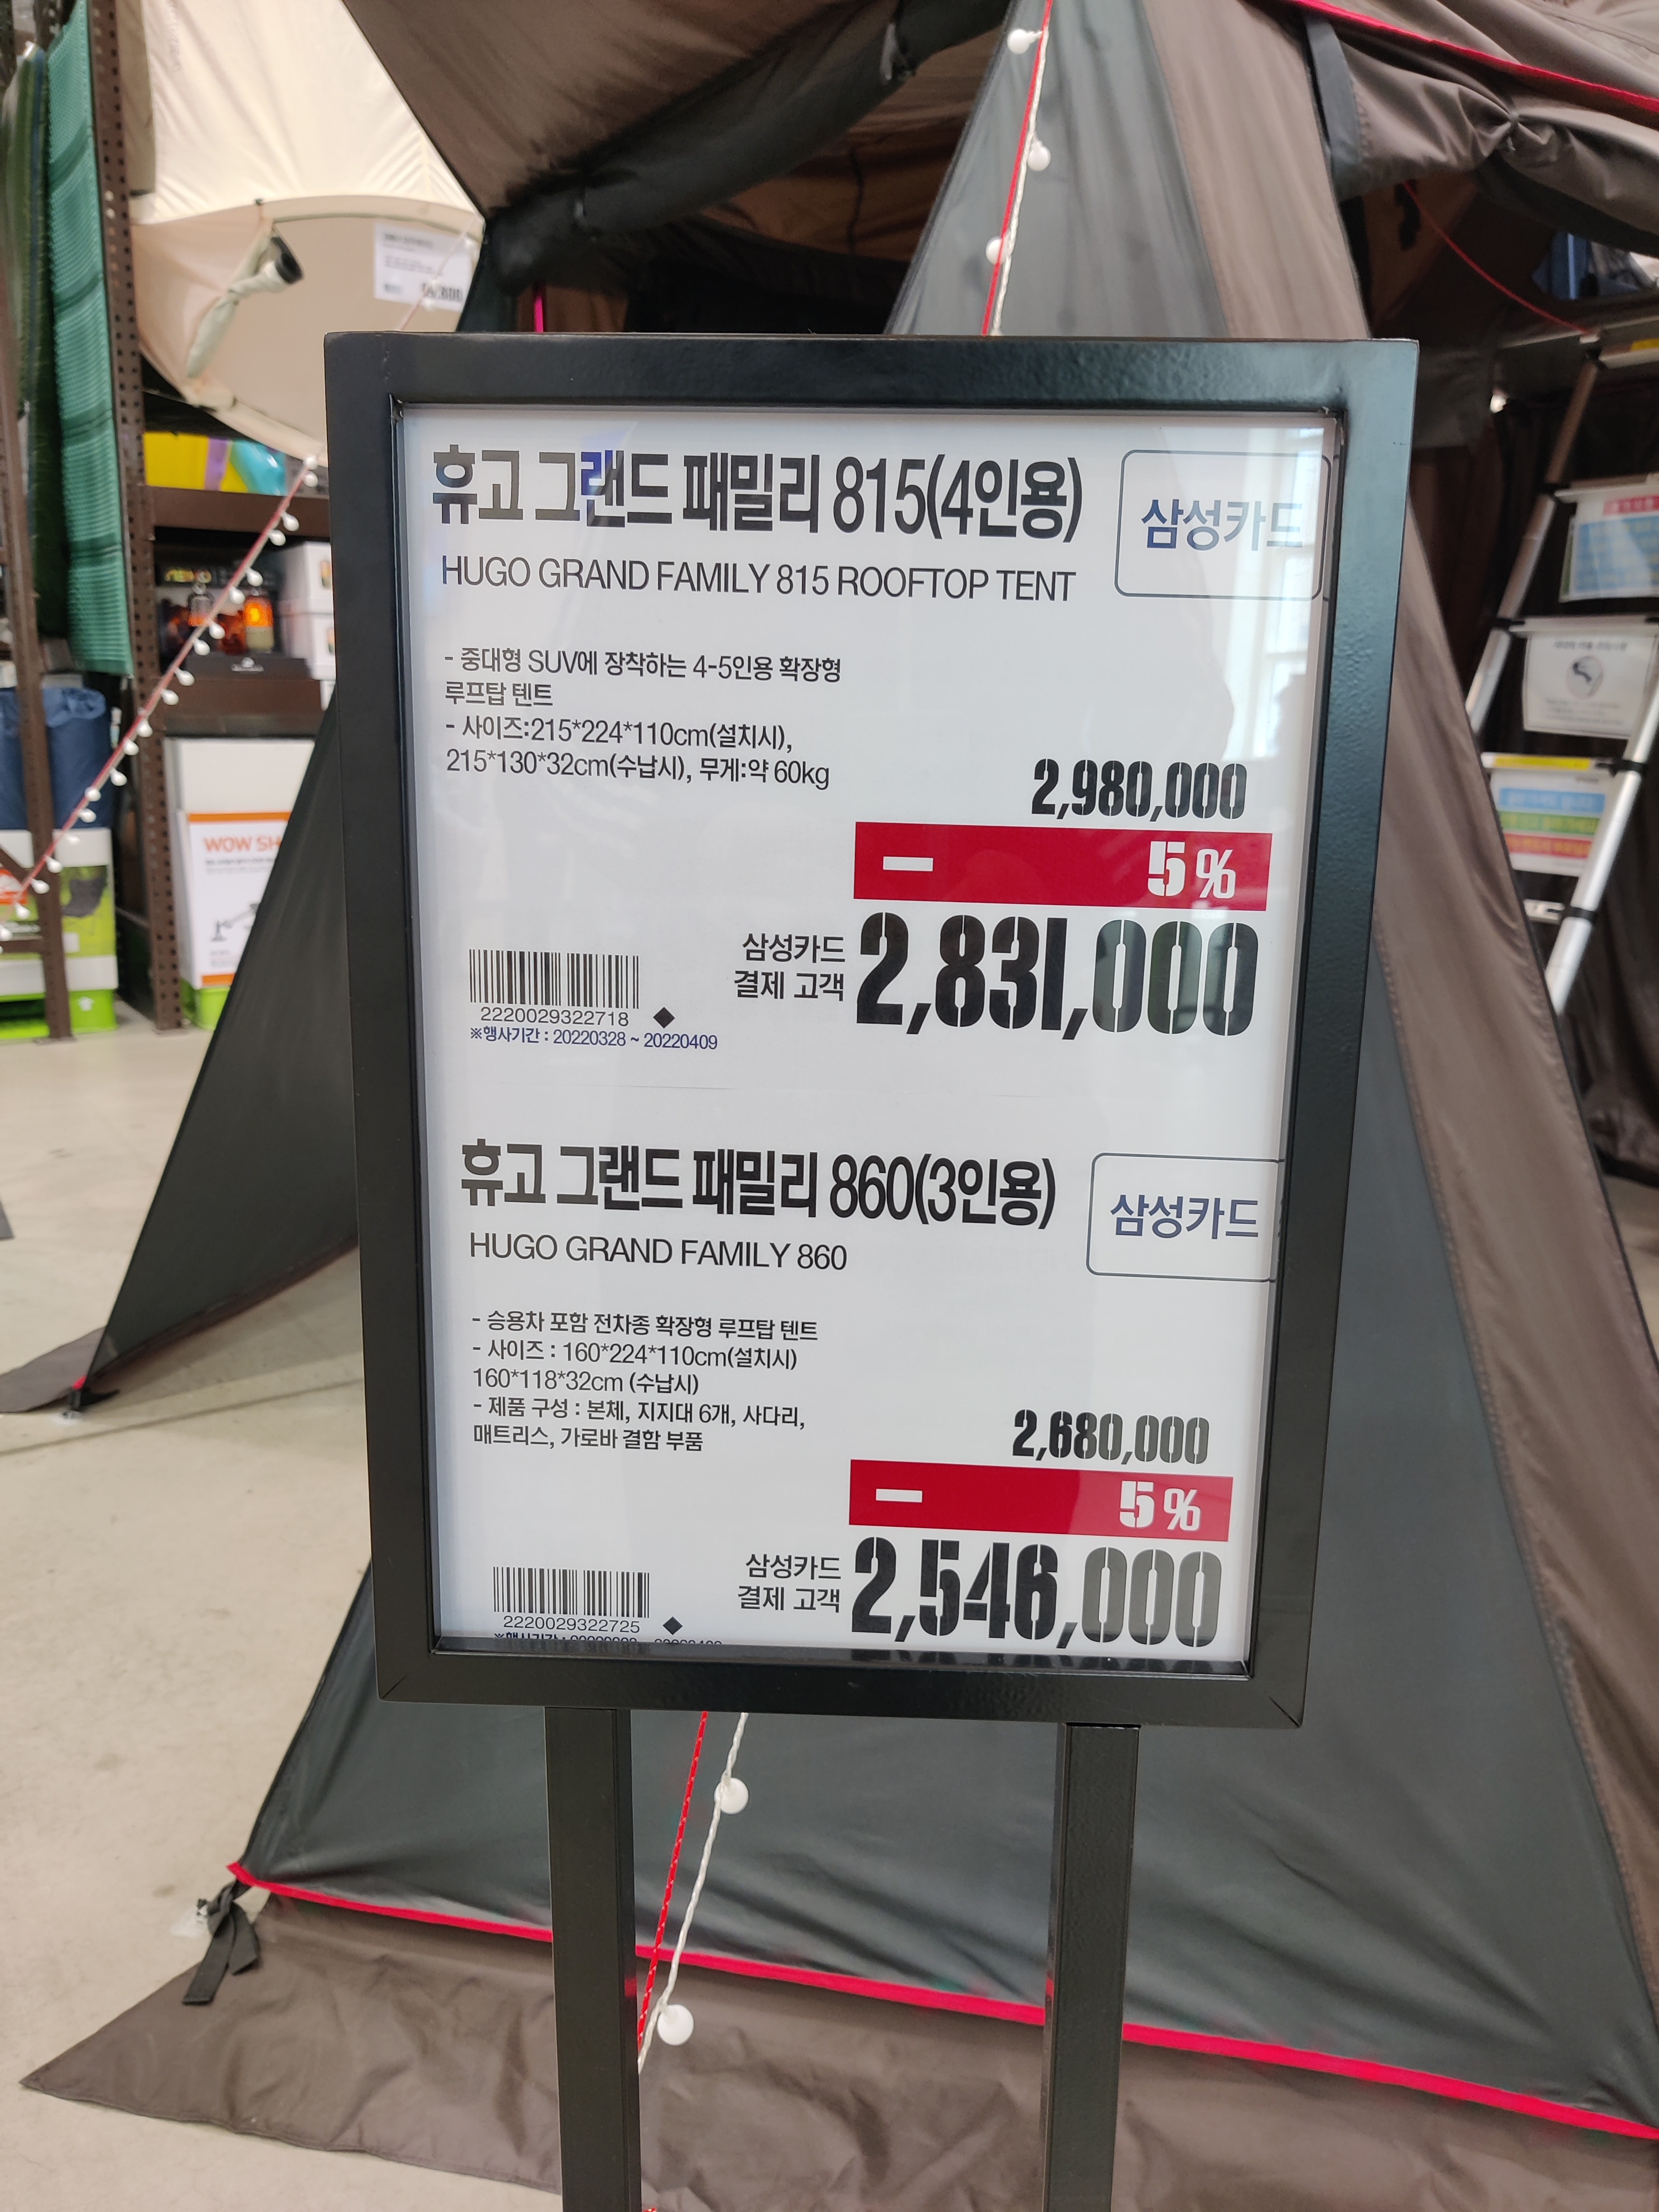 휴고 그랜드 패밀리 815(4인용)
삼성카드
HUGO GRAND FAMILY 815 ROOFTOP TENT
- 중대형 SUV에 장착하는 4-5인용 확장형
루프탑 텐트
- 사이즈:215*224*110cm(설치시),
215*130*32cm(수납시), 무게:약 60kg
2,980,000
- 5%
삼성카드
결제 고객
2,831,000
2220029322718
※행사기간 : 20220328 ~ 20220409
휴고 그랜드 패밀리 860(3인용)
삼성카드
HUGO GRAND FAMILY 860
- 승용차 포함 전차종 확장형 루프탑 텐트
- 사이즈 : 160*224*110cm(설치시)
160*118*32cm (수납시)
- 제품 구성 : 본체, 지지대 6개, 사다리,
매트리스, 가로바 결합 부품
2,680,000
- 5%
삼성카드
결제 고객
2,546,000
2220029322725
WOW SH